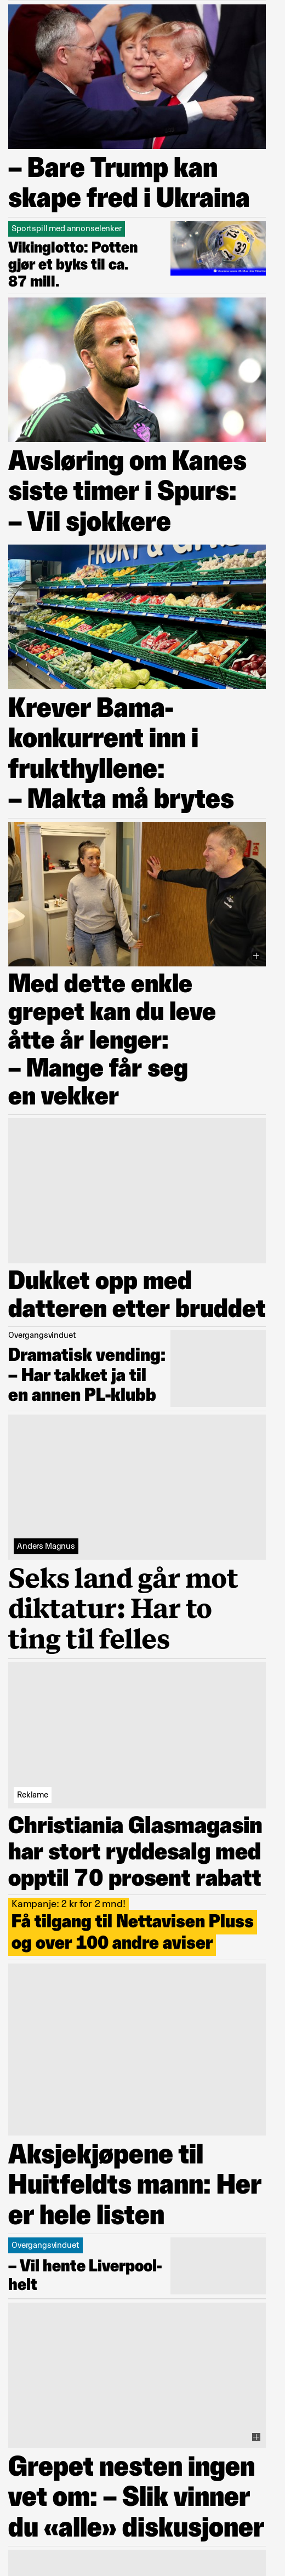 – Bare Trump kan
skape fred i Ukraina
Sportspill med annonselenker
Vikinglotto: Potten
gjør et byks til ca.
87 mill.
32
Avsløring om Kanes
siste timer i Spurs:
– Vil sjokkere
FRUKT & G
Krever Bama-
konkurrent inn i
frukthyllene:
– Makta må brytes
Med dette enkle
grepet kan du leve
åtte år lenger:
– Mange får seg
en vekker
Dukket opp med
datteren etter bruddet
Overgangsvinduet
Dramatisk vending:
– Har takket ja til
en annen PL-klubb
Anders Magnus
Seks land går mot
diktatur: Har to
ting til felles
Reklame
Christiania Glasmagasin
har stort ryddesalg med
opptil 70 prosent rabatt
Kampanje: 2 kr for 2 mnd!
Få tilgang til Nettavisen Pluss
og over 100 andre aviser
Aksjekjøpene til
Huitfeldts mann: Her
er hele listen
Overgangsvinduet
– Vil hente Liverpool-
helt
Grepet nesten ingen
vet om: – Slik vinner
du «alle» diskusjoner